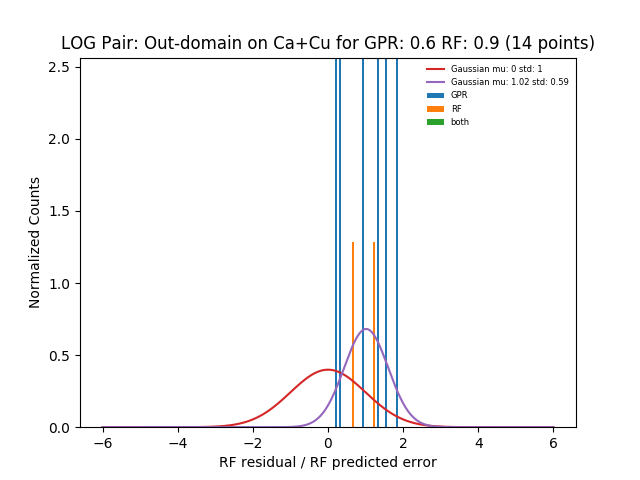 LOG Pair: Out-domain on Ca+Cu for GPR: 0.6 RF: 0.9 (14 points)
2.5
2.0
1.5
1.0
0.5
0.0
Normalized Counts
Gaussian mu: 0 std: 1
Gaussian mu: 1.02 std: 0.59
GPR
RF
both
−6 −4 −2 0 2 4 6
RF residual / RF predicted error